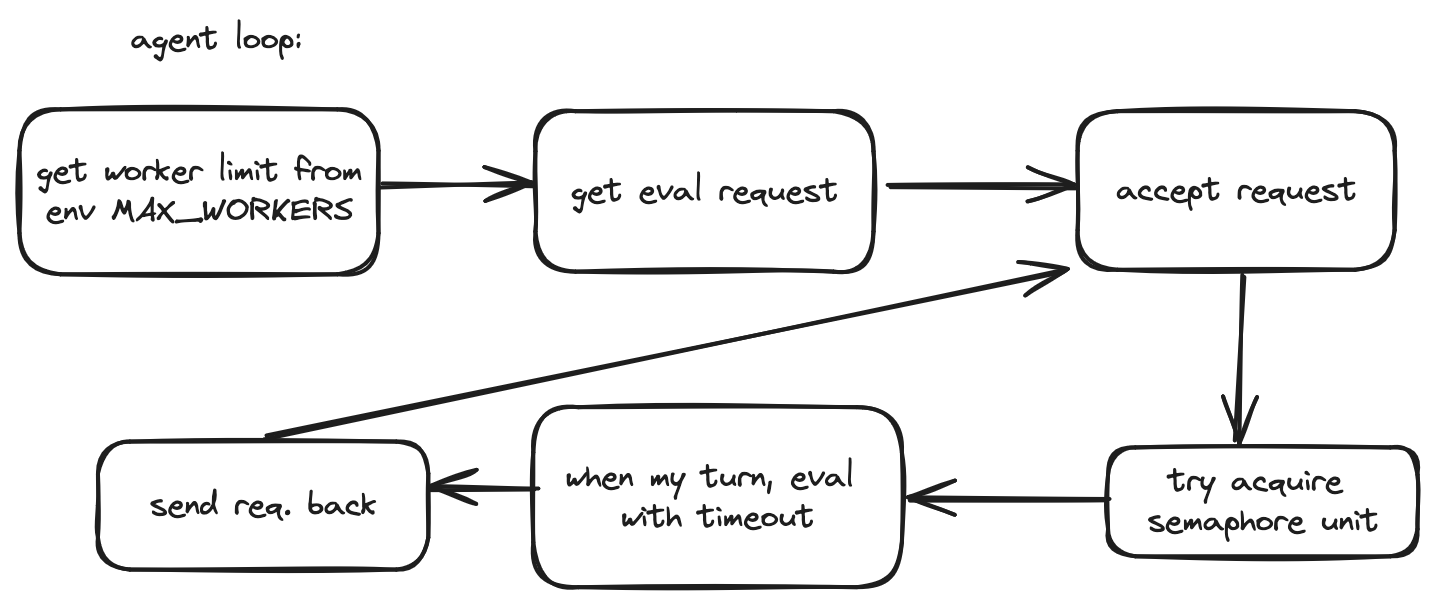 agent loop:
get worker limit from
env MAX_WORKERS
get eval request
accept request
try acquire
semaphore unit
when my turn, eval
with timeout
send req. back